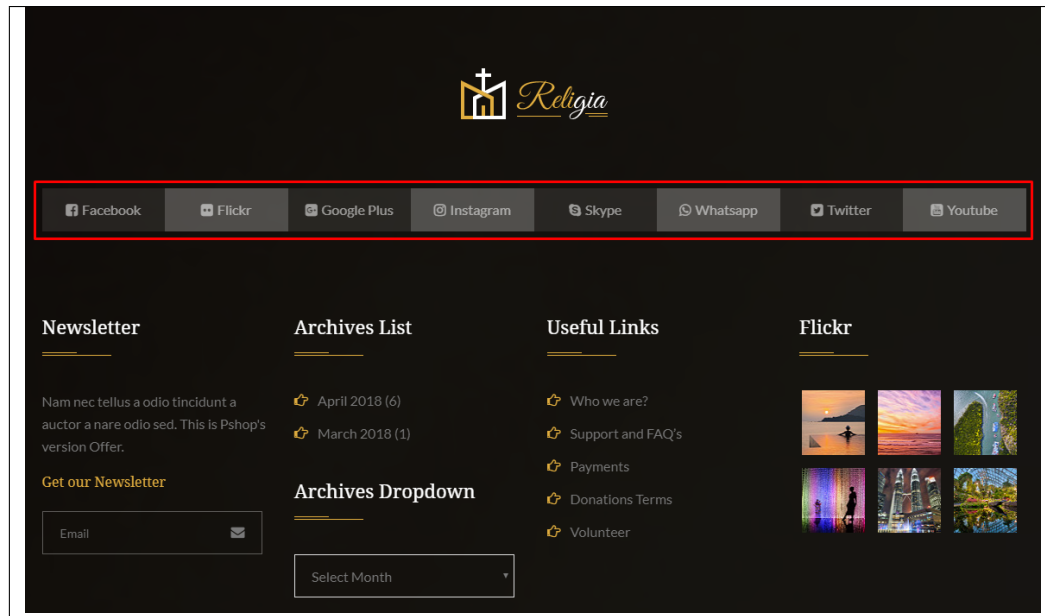 Religia
Facebook
Flickr
Google Plus
Instagram
Skype
Whatsapp
Twitter
Youtube
Newsletter
Nam nec tellus a odio tincidunt a
auctor a nare odio sed. This is Pshop's
version Offer.
Get our Newsletter
Email
Archives List
April 2018 (6)
March 2018 (1)
Archives Dropdown
Select Month
Useful Links
Who we are?
Support and FAQ's
Payments
Donations Terms
Volunteer
Flickr